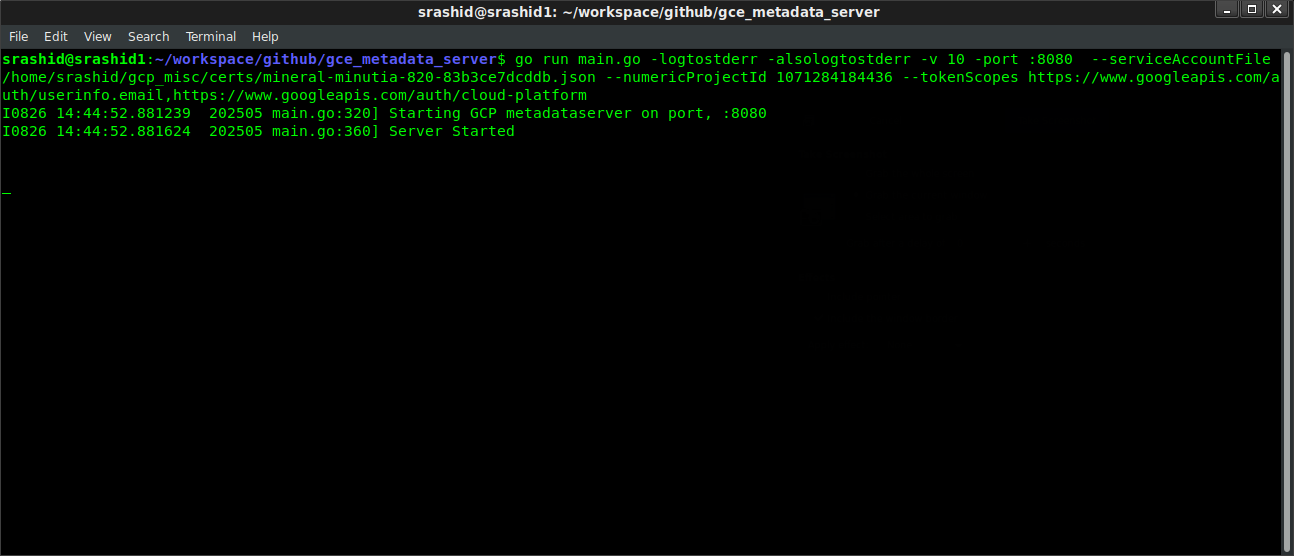 srashid@srashid1: ~/workspace/github/gce_metadata_server
File Edit View Search Terminal Help
srashid@srashid1:~/workspace/github/gce_metadata_server$ go run main.go -logtostderr -alsologtostderr -v 10 -port :8080  --serviceAccountFile
/home/srashid/gcp_misc/certs/mineral-minutia-820-83b3ce7dcddb.json --numericProjectId 1071284184436 --tokenScopes https://www.googleapis.com/a
uth/userinfo.email,https://www.googleapis.com/auth/cloud-platform
I0826 14:44:52.881239  202505 main.go:320] Starting GCP metadataserver on port, :8080
I0826 14:44:52.881624  202505 main.go:360] Server Started